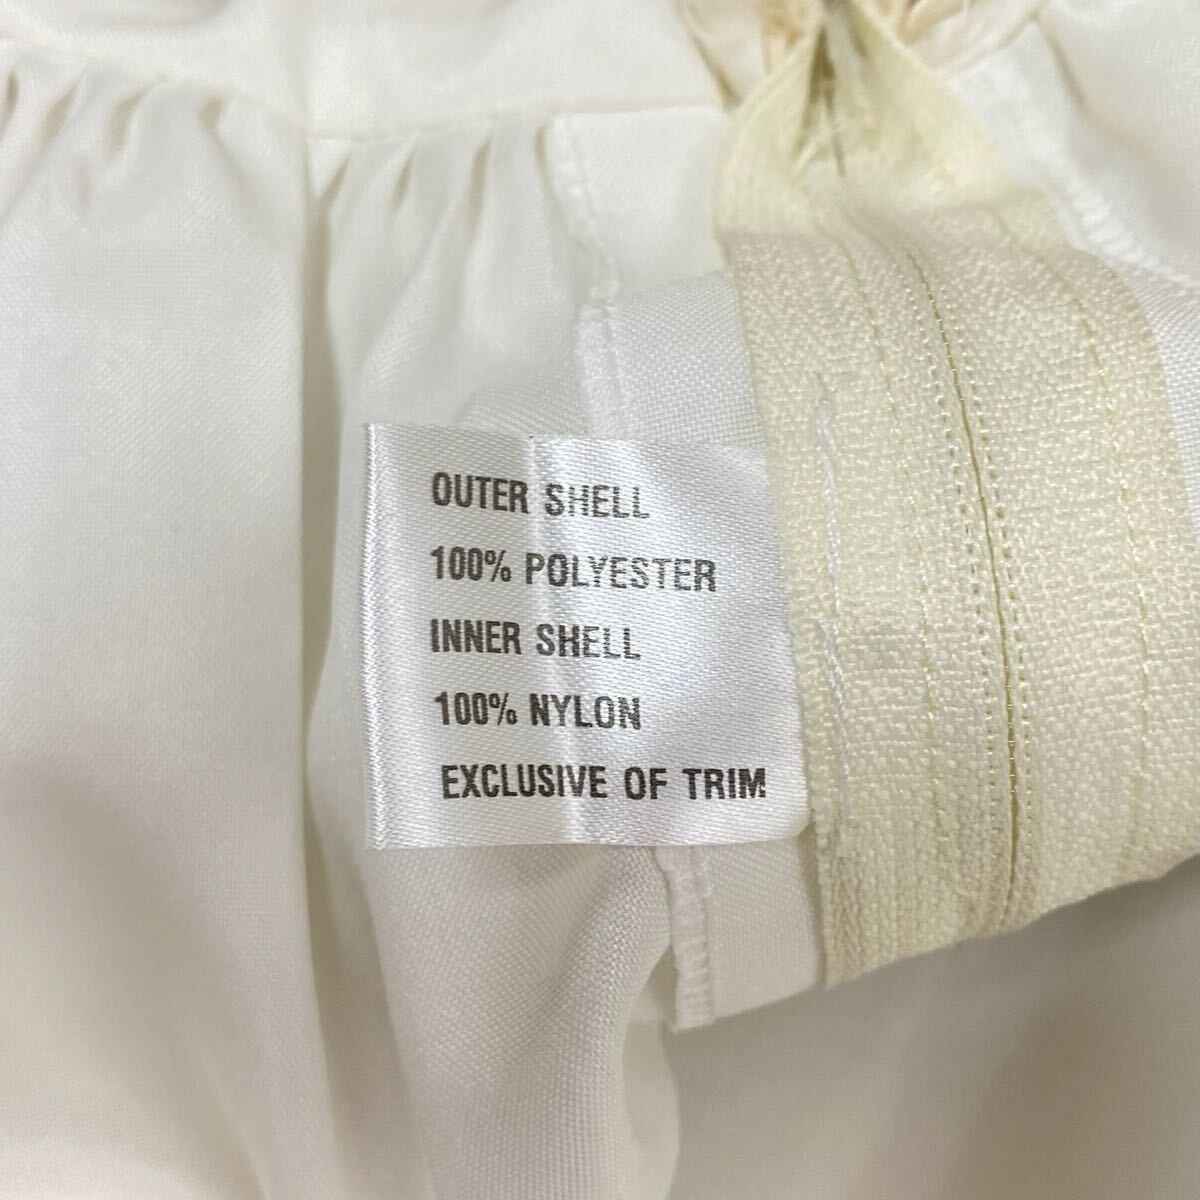 OUTER SHELL
100% POLYESTER
INNER SHELL
100% NYLON
EXCLUSIVE OF TRIM